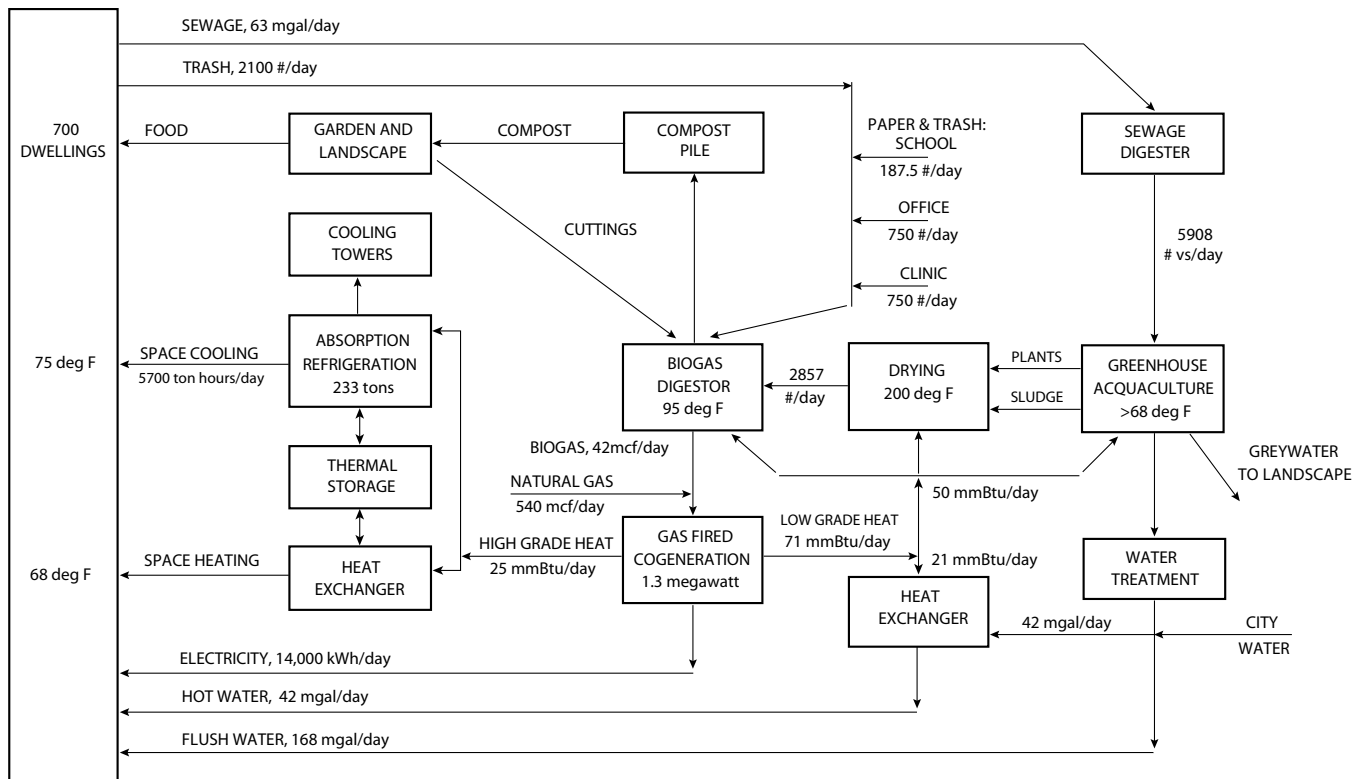 SEWAGE, 63 mgal/day
TRASH, 2100 #/day
700
DWELLINGS
FOOD
GARDEN AND
LANDSCAPE
COMPOST
COMPOST
PILE
PAPER & TRASH:
SCHOOL
187.5 #/day
SEWAGE
DIGESTER
OFFICE
750 #/day
CLINIC
750 #/day
CUTTINGS
5908
# vs/day
COOLING
TOWERS
75 deg F
SPACE COOLING
5700 ton hours/day
ABSORPTION
REFRIGERATION
233 tons
BIOGAS
DIGESTOR
95 deg F
2857
#/day
DRYING
200 deg F
PLANTS
SLUDGE
GREENHOUSE
ACQUACULTURE
>68 deg F
GREYWATER
TO LANDSCAPE
BIOGAS, 42mcf/day
THERMAL
STORAGE
NATURAL GAS
540 mcf/day
50 mmBtu/day
68 deg F
SPACE HEATING
HEAT
EXCHANGER
HIGH GRADE HEAT
25 mmBtu/day
GAS FIRED
COGENERATION
1.3 megawatt
LOW GRADE HEAT
71 mmBtu/day
21 mmBtu/day
WATER
TREATMENT
HEAT
EXCHANGER
42 mgal/day
CITY
WATER
ELECTRICITY, 14,000 kWh/day
HOT WATER, 42 mgal/day
FLUSH WATER, 168 mgal/day